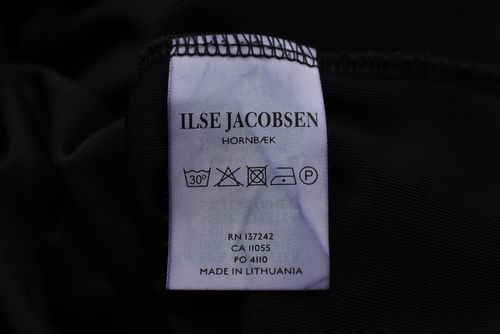 ILSE JACOBSEN
HORNBÆK
30°
P
RN 137242
CA 11055
PO 4110
MADE IN LITHUANIA